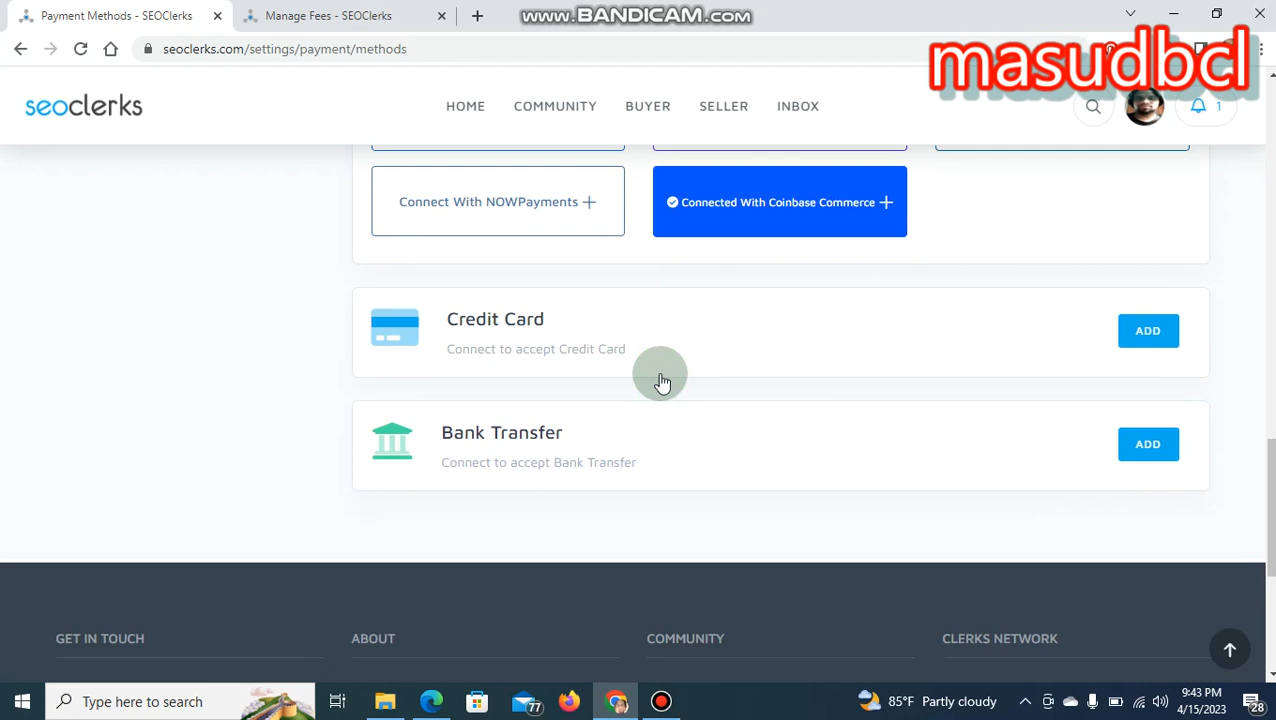 Payment Methods - SEOClerks
Manage Fees - SEOClerks
www.BANDICAM.com
seoclerks.com/settings/payment/methods
masudbcl
seoclerks
HOME
COMMUNITY
BUYER
SELLER
INBOX
1
Connect With NOWPayments
Connected With Coinbase Commerce
Credit Card
Connect to accept Credit Card
ADD
Bank Transfer
Connect to accept Bank Transfer
ADD
GET IN TOUCH
ABOUT
COMMUNITY
CLERKS NETWORK
Type here to search
77
85°F Partly cloudy
9:43 PM
4/15/2023
28